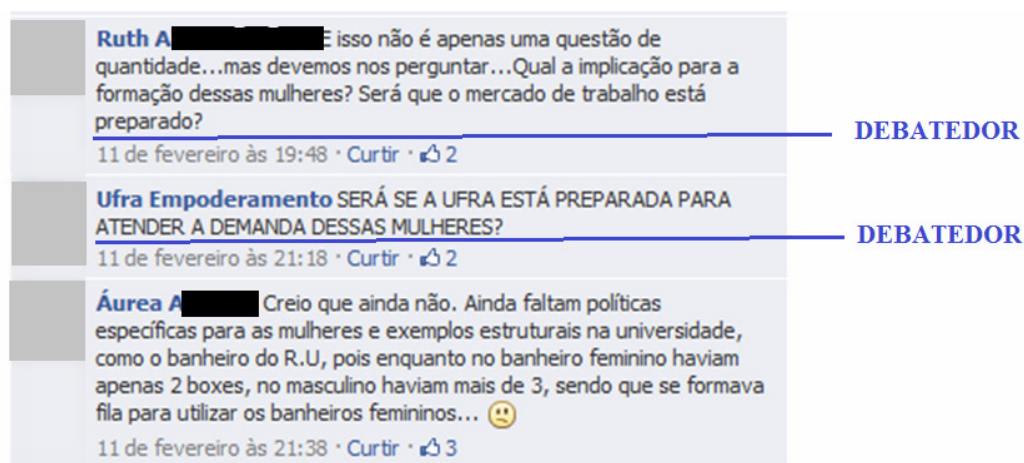 Ruth A E isso não é apenas uma questão de
quantidade...mas devemos nos perguntar...Qual a implicação para a
formação dessas mulheres? Será que o mercado de trabalho está
preparado?
DEBATEDOR
11 de fevereiro às 19:48 · Curtir · 2
Ufra Empoderamento SERÁ SE A UFRA ESTÁ PREPARADA PARA
ATENDER A DEMANDA DESSAS MULHERES?
DEBATEDOR
11 de fevereiro às 21:18 · Curtir · 2
Áurea A Creio que ainda não. Ainda faltam políticas
específicas para as mulheres e exemplos estruturais na universidade,
como o banheiro do R.U, pois enquanto no banheiro feminino haviam
apenas 2 boxes, no masculino haviam mais de 3, sendo que se formava
fila para utilizar os banheiros femininos...
11 de fevereiro às 21:38 · Curtir · 3